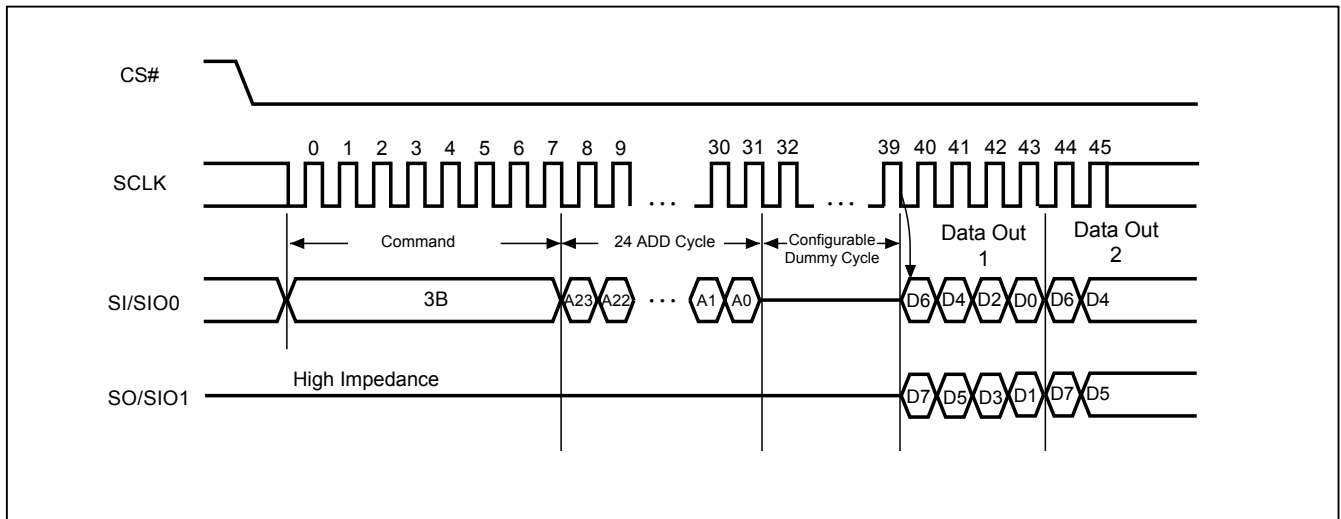 CS#
0 1 2 3 4 5 6 7 8 9 30 31 32 39 40 41 42 43 44 45
SCLK
... ...
Command 24 ADD Cycle Configurable Dummy Cycle Data Out 1 Data Out 2
SI/SIO0 3B A23 A22 ... A1 A0 D6 D4 D2 D0 D6 D4
High Impedance
SO/SIO1 D7 D5 D3 D1 D7 D5